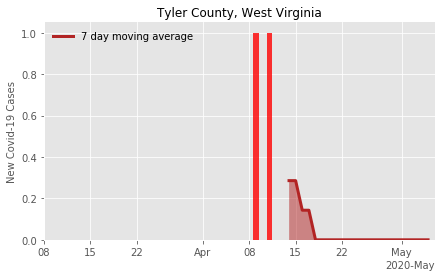 Tyler County, West Virginia
7 day moving average
New Covid-19 Cases
1.0
0.8
0.6
0.4
0.2
0.0
08 15 22 Apr 08 15 22 May
2020-May